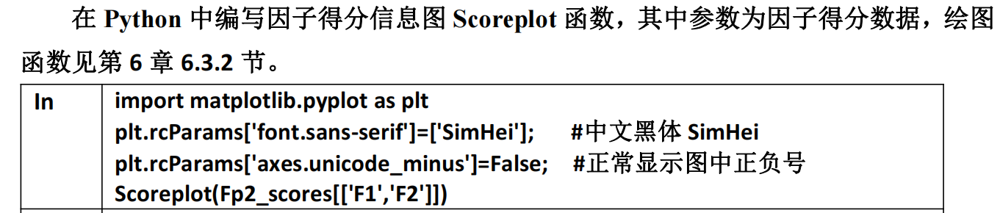 在 Python 中编写因子得分信息图 Scoreplot 函数，其中参数为因子得分数据，绘图
函数见第 6 章 6.3.2 节。
In
import matplotlib.pyplot as plt
plt.rcParams['font.sans-serif']=['SimHei']; #中文黑体 SimHei
plt.rcParams['axes.unicode_minus']=False; #正常显示图中正负号
Scoreplot(Fp2_scores[['F1','F2']])